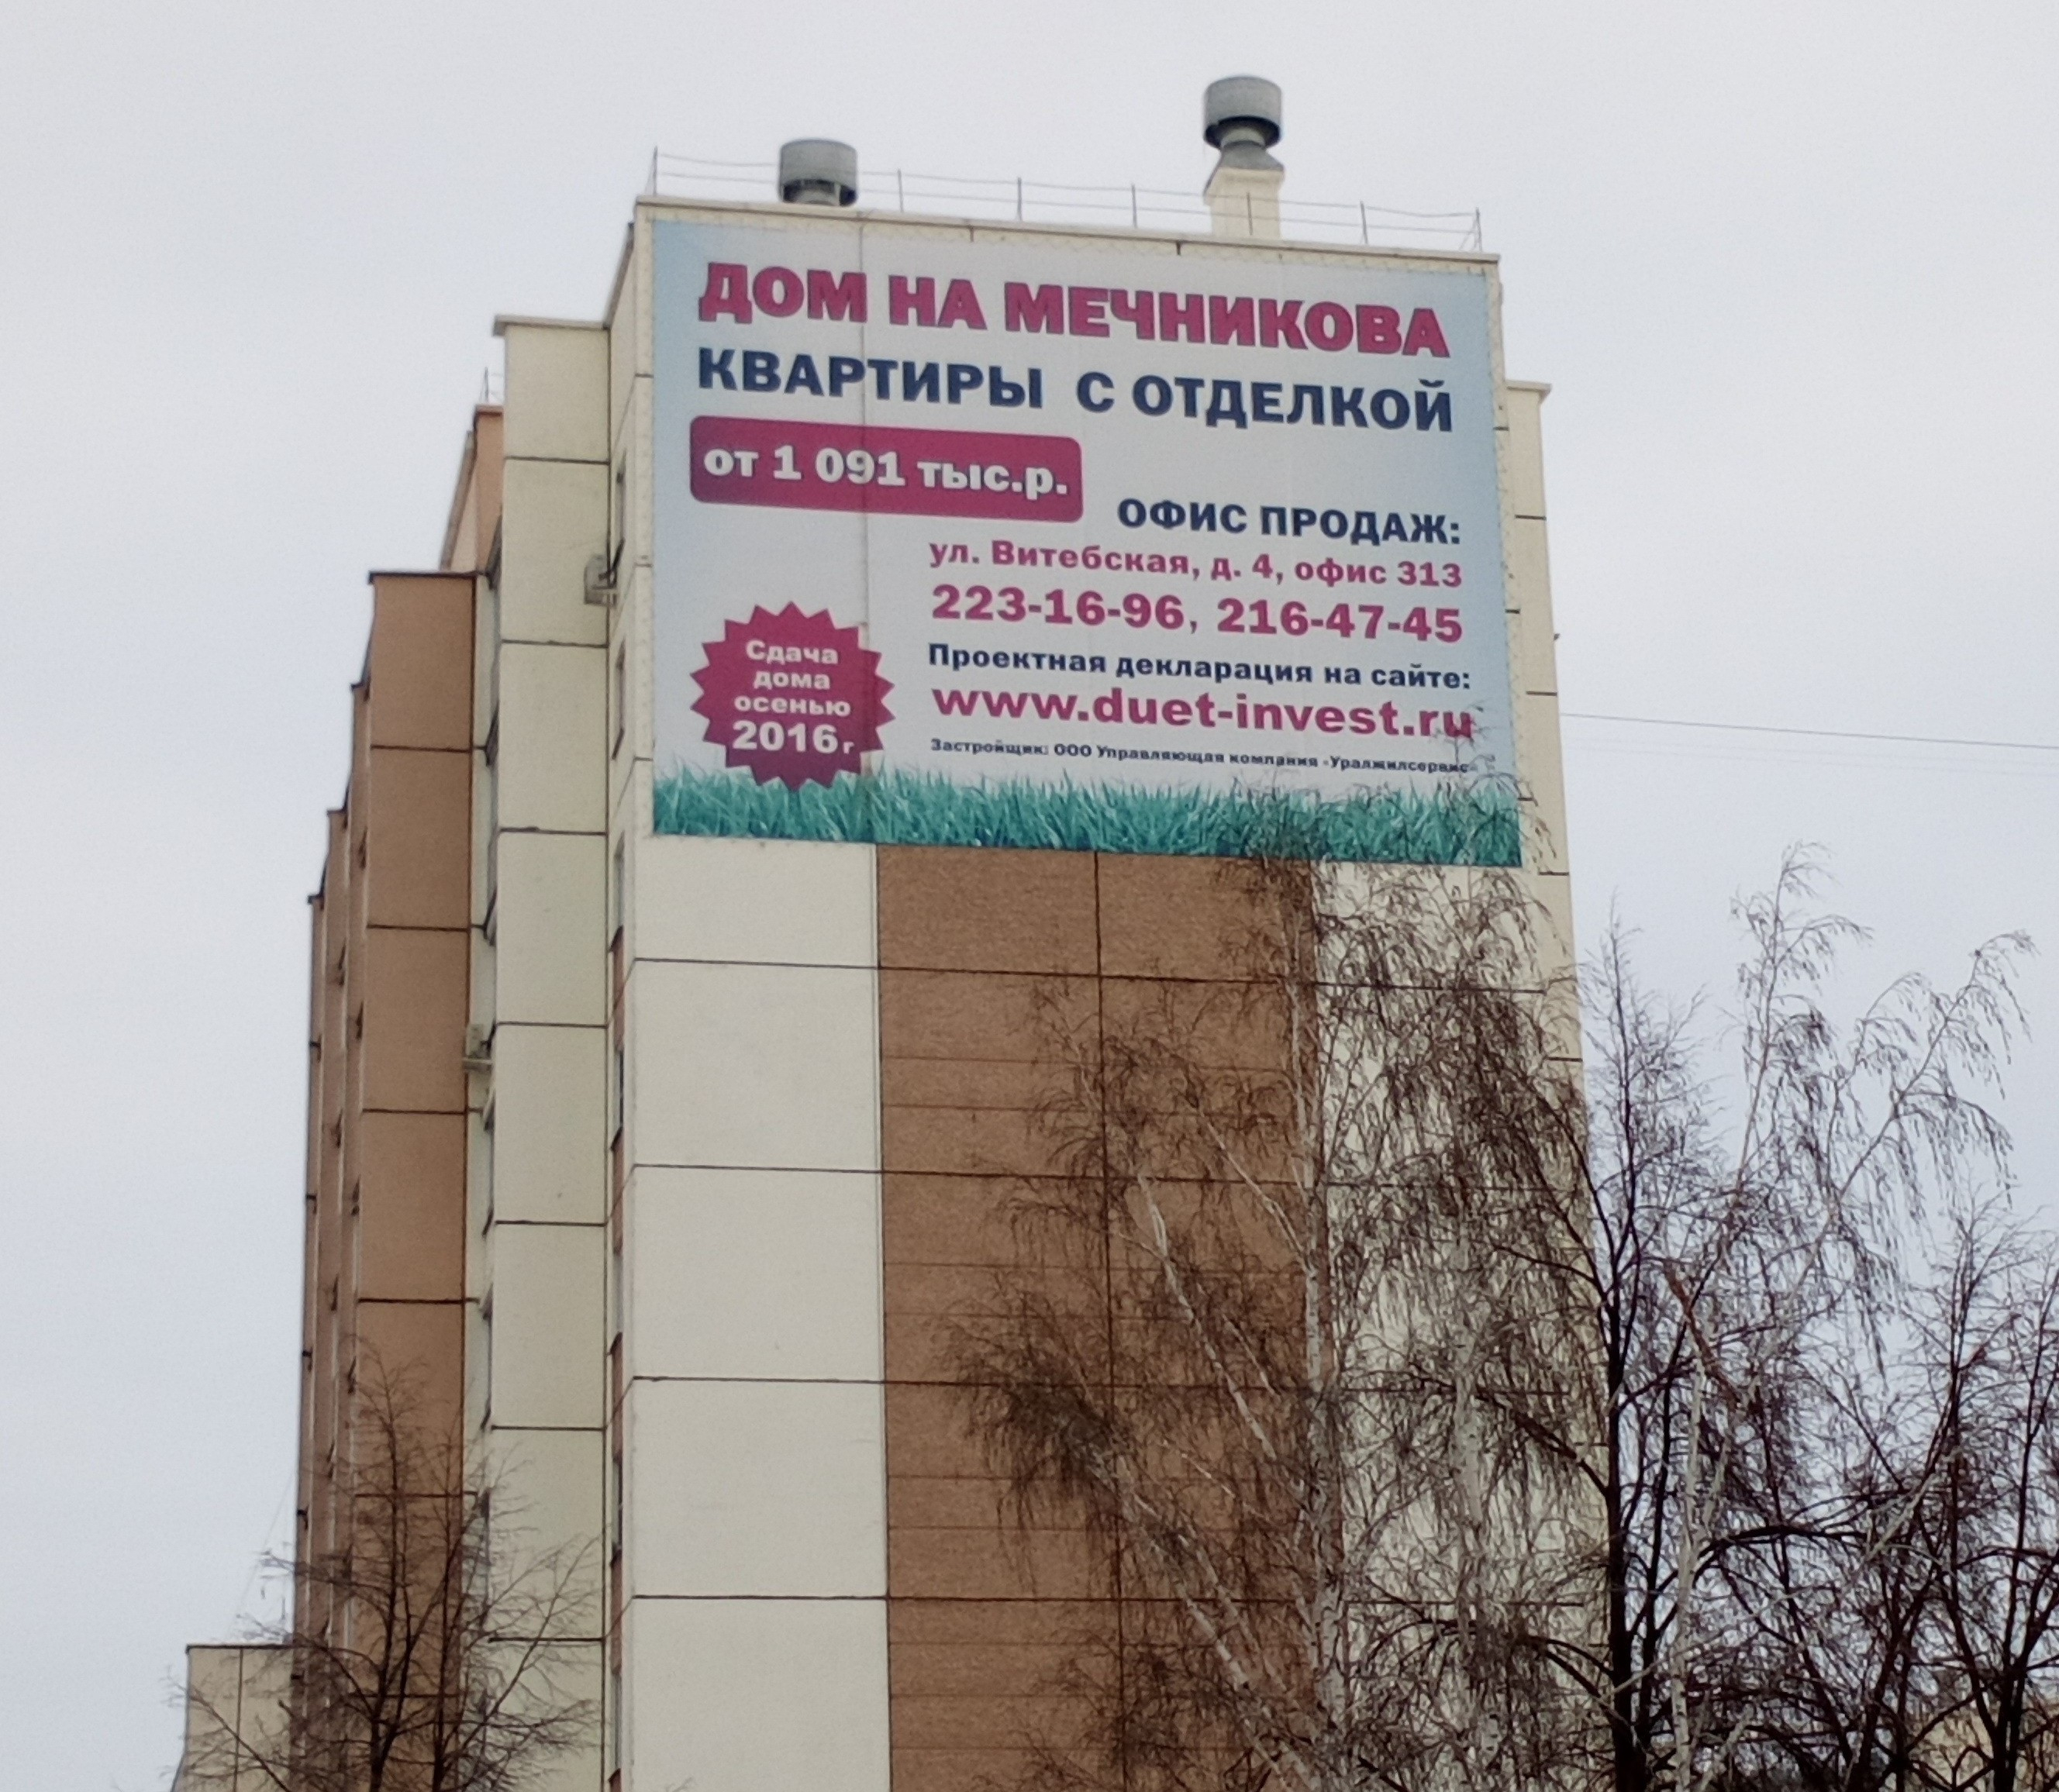 ДОМ НА МЕЧНИКОВА
КВАРТИРЫ С ОТДЕЛКОЙ
от 1 091 тыс.р.
ОФИС ПРОДАЖ:
ул. Витебская, д. 4, офис 313
223-16-96, 216-47-45
Проектная декларация на сайте:
www.duet-invest.ru
Застройщик: ООО Управляющая компания «Уралжилсервис»
Сдача
дома
осенью
2016 г